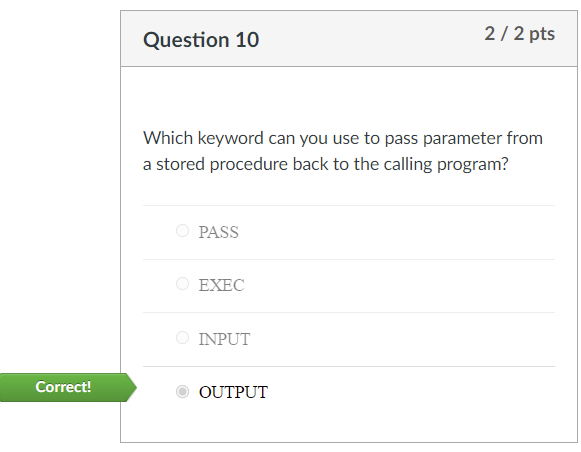 Question 10
2 / 2 pts
Which keyword can you use to pass parameter from
a stored procedure back to the calling program?
PASS
EXEC
INPUT
Correct!
OUTPUT